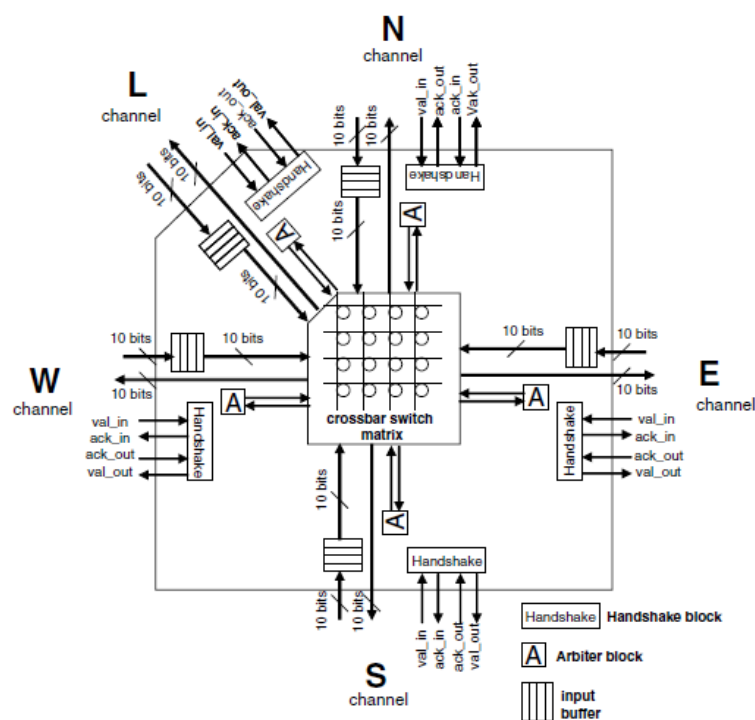 N
channel
L
channel
val_in
ack_out
ack_in
Vak_out
val_in
ack_in
ack_out
val_out
Handshake
Handshake
10 bits
10 bits
10 bits
10 bits
10 bits
10 bits
A
A
10 bits
10 bits
10 bits
10 bits
10 bits
10 bits
W
channel
E
channel
A
A
crossbar switch
matrix
val_in
ack_in
ack_out
val_out
Handshake
Handshake
val_in
ack_in
ack_out
val_out
10 bits
A
Handshake
10 bits
10 bits
val_in
ack_in
ack_out
val_out
S
channel
Handshake
Handshake block
A
Arbiter block
input
buffer